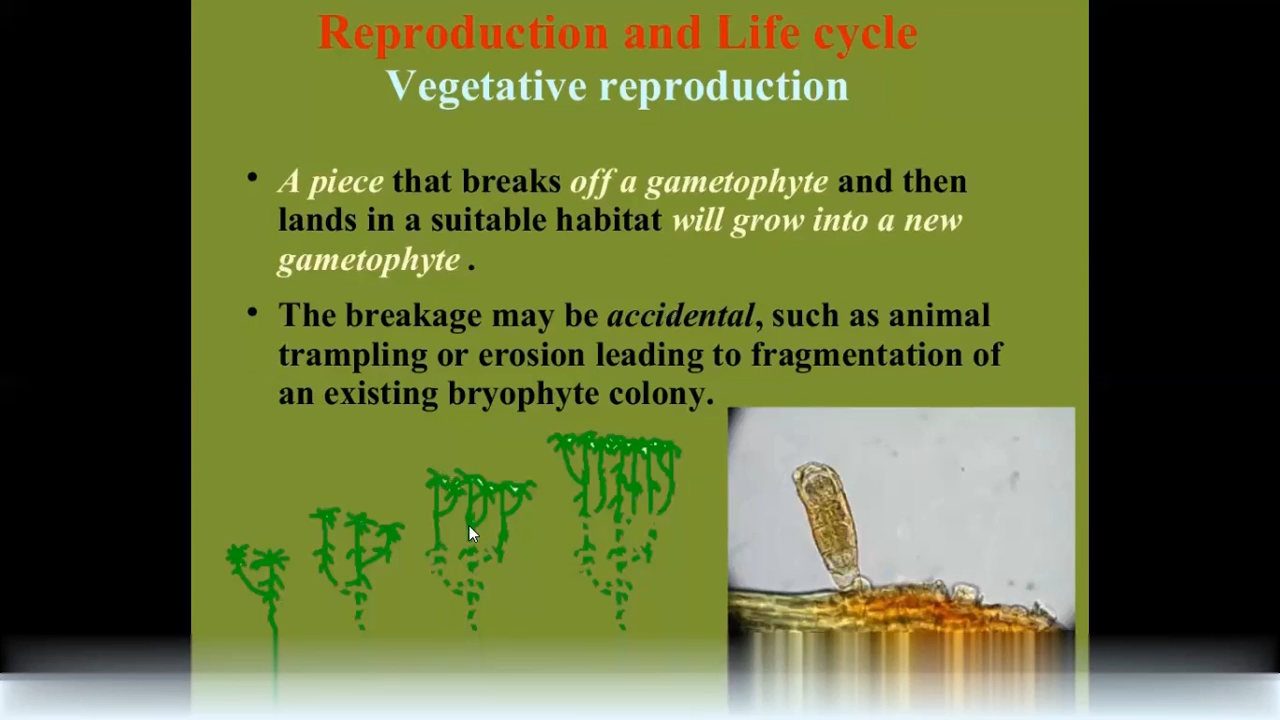 Reproduction and Life cycle
Vegetative reproduction
• A piece that breaks off a gametophyte and then
lands in a suitable habitat will grow into a new
gametophyte .
• The breakage may be accidental, such as animal
trampling or erosion leading to fragmentation of
an existing bryophyte colony.